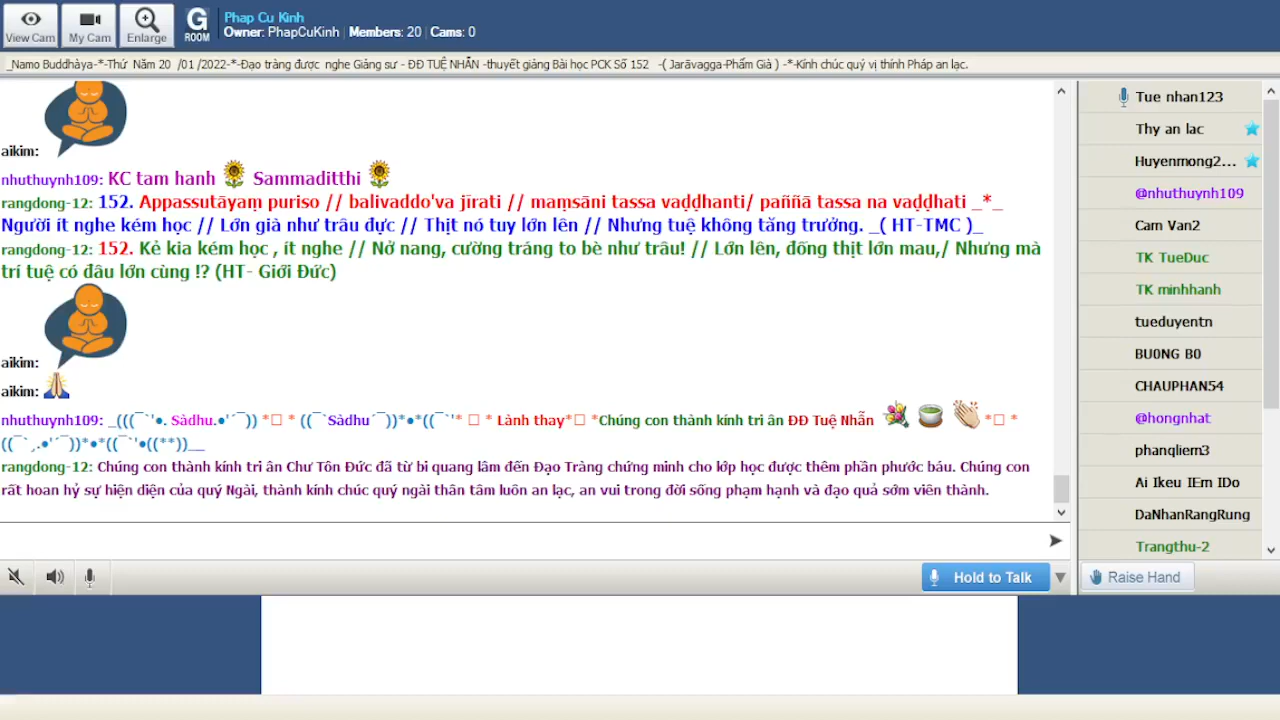 View Cam
My Cam
Enlarge
G
ROOM
Phap Cu Kinh
Owner: PhapCuKinh | Members: 20 | Cams: 0
_Namo Buddhàya-*-Thứ Năm 20 /01 /2022-*-Đạo tràng được nghe Giảng sư - ĐĐ TUỆ NHẪN -thuyết giảng Bài học PCK Số 152 -( Jarāvagga-Phẩm Già ) -*-Kính chúc quý vị thính Pháp an lạc.
aikim:
nhuthuynh109: KC tam hanh 🌻 Sammaditthi 🌻
rangdong-12: 152. Appassutāyaṃ puriso // balivaddo'va jīrati // maṃsāni tassa vaḍḍhanti/ paññā tassa na vaḍḍhati _*_
Người ít nghe kém học // Lớn già như trâu đực // Thịt nó tuy lớn lên // Nhưng tuệ không tăng trưởng. _( HT-TMC )_
rangdong-12: 152. Kẻ kia kém học , ít nghe // Nở nang, cường tráng to bè như trâu! // Lớn lên, đống thịt lớn mau,/ Nhưng mà
trí tuệ có đâu lớn cùng !? (HT- Giới Đức)
aikim:
aikim: 🙏
nhuthuynh109: _(((¯`'•. Sàdhu.•'´¯)) *▯ * ((¯`Sàdhu´¯))*•*((¯`'* ▯ * Lành thay*▯ *Chúng con thành kính tri ân ĐĐ Tuệ Nhẫn 💐 🍵 👏 *▯ *
((¯`¸.•'´¯))*•*((¯`'•((**))__
rangdong-12: Chúng con thành kính tri ân Chư Tôn Đức đã từ bi quang lâm đến Đạo Tràng chứng minh cho lớp học được thêm phần phước báu. Chúng con
rất hoan hỷ sự hiện diện của quý Ngài, thành kính chúc quý ngài thân tâm luôn an lạc, an vui trong đời sống phạm hạnh và đạo quả sớm viên thành.
Hold to Talk
Tue nhan123
Thy an lac
Huyenmong2...
@nhuthuynh109
Cam Van2
TK TueDuc
TK minhhanh
tueduyentn
BU0NG B0
CHAUPHAN54
@hongnhat
phanqliem3
Ai Ikeu IEm IDo
DaNhanRangRung
Trangthu-2
Raise Hand